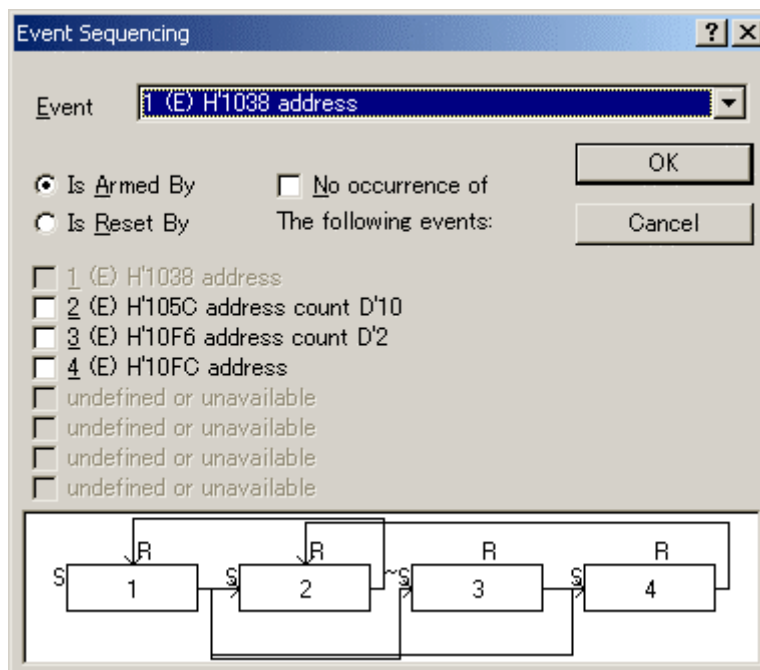 Event Sequencing
Event 1 (E) H'1038 address
OK
Is Armed By No occurrence of
Is Reset By The following events:
Cancel
1 (E) H'1038 address
2 (E) H'105C address count D'10
3 (E) H'10F6 address count D'2
4 (E) H'10FC address
undefined or unavailable
undefined or unavailable
undefined or unavailable
undefined or unavailable
R R R R
S S ~S S
1 2 3 4